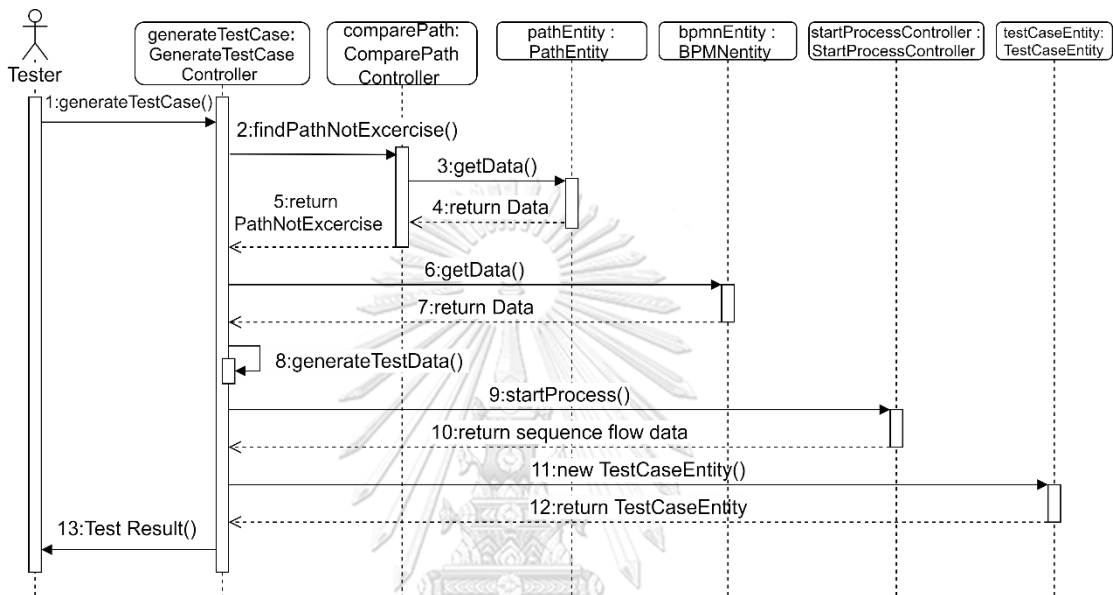 Tester
generateTestCase:
GenerateTestCase
Controller
comparePath:
ComparePath
Controller
pathEntity :
PathEntity
bpmnEntity :
BPMNentity
startProcessController :
StartProcessController
testCaseEntity:
TestCaseEntity
1:generateTestCase()
2:findPathNotExcercise()
3:getData()
4:return Data
5:return
PathNotExcercise
6:getData()
7:return Data
8:generateTestData()
9:startProcess()
10:return sequence flow data
11:new TestCaseEntity()
12:return TestCaseEntity
13:Test Result()